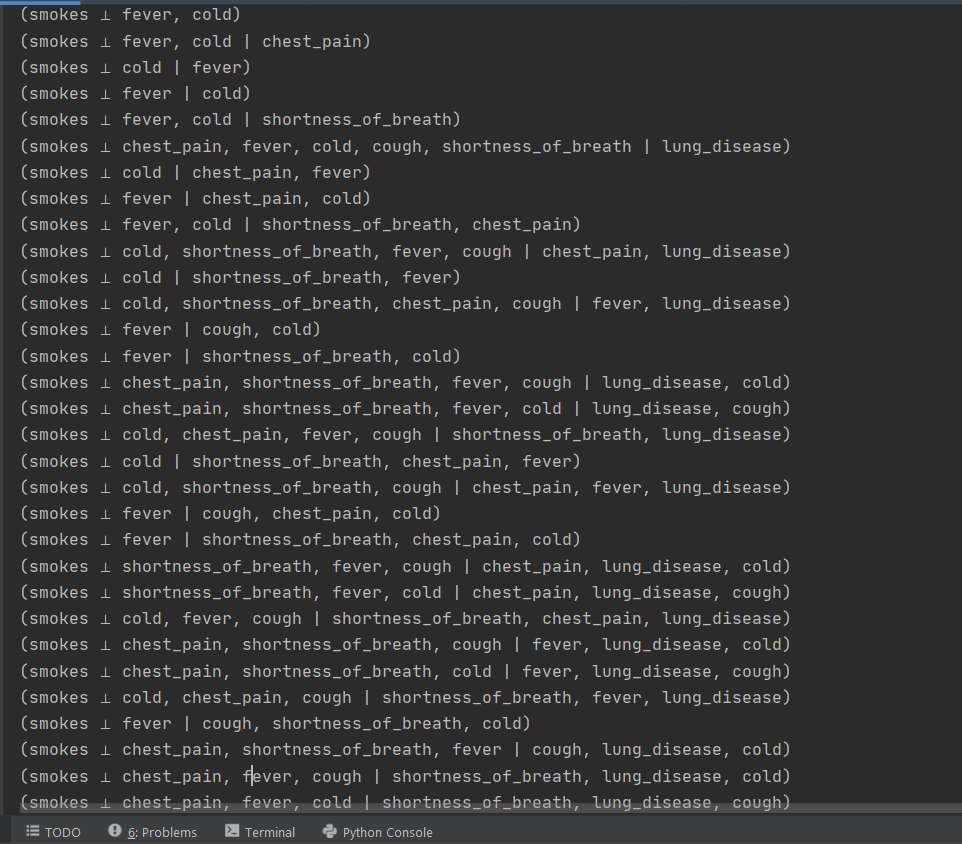 (smokes ⊥ fever, cold)
(smokes ⊥ fever, cold | chest_pain)
(smokes ⊥ cold | fever)
(smokes ⊥ fever | cold)
(smokes ⊥ fever, cold | shortness_of_breath)
(smokes ⊥ chest_pain, fever, cold, cough, shortness_of_breath | lung_disease)
(smokes ⊥ cold | chest_pain, fever)
(smokes ⊥ fever | chest_pain, cold)
(smokes ⊥ fever, cold | shortness_of_breath, chest_pain)
(smokes ⊥ cold, shortness_of_breath, fever, cough | chest_pain, lung_disease)
(smokes ⊥ cold | shortness_of_breath, fever)
(smokes ⊥ cold, shortness_of_breath, chest_pain, cough | fever, lung_disease)
(smokes ⊥ fever | cough, cold)
(smokes ⊥ fever | shortness_of_breath, cold)
(smokes ⊥ chest_pain, shortness_of_breath, fever, cough | lung_disease, cold)
(smokes ⊥ chest_pain, shortness_of_breath, fever, cold | lung_disease, cough)
(smokes ⊥ cold, chest_pain, fever, cough | shortness_of_breath, lung_disease)
(smokes ⊥ cold | shortness_of_breath, chest_pain, fever)
(smokes ⊥ cold, shortness_of_breath, cough | chest_pain, fever, lung_disease)
(smokes ⊥ fever | cough, chest_pain, cold)
(smokes ⊥ fever | shortness_of_breath, chest_pain, cold)
(smokes ⊥ shortness_of_breath, fever, cough | chest_pain, lung_disease, cold)
(smokes ⊥ shortness_of_breath, fever, cold | chest_pain, lung_disease, cough)
(smokes ⊥ cold, fever, cough | shortness_of_breath, chest_pain, lung_disease)
(smokes ⊥ chest_pain, shortness_of_breath, cough | fever, lung_disease, cold)
(smokes ⊥ chest_pain, shortness_of_breath, cold | fever, lung_disease, cough)
(smokes ⊥ cold, chest_pain, cough | shortness_of_breath, fever, lung_disease)
(smokes ⊥ fever | cough, shortness_of_breath, cold)
(smokes ⊥ chest_pain, shortness_of_breath, fever | cough, lung_disease, cold)
(smokes ⊥ chest_pain, fever, cough | shortness_of_breath, lung_disease, cold)
(smokes ⊥ chest_pain, fever, cold | shortness_of_breath, lung_disease, cough)
TODO 6: Problems Terminal Python Console